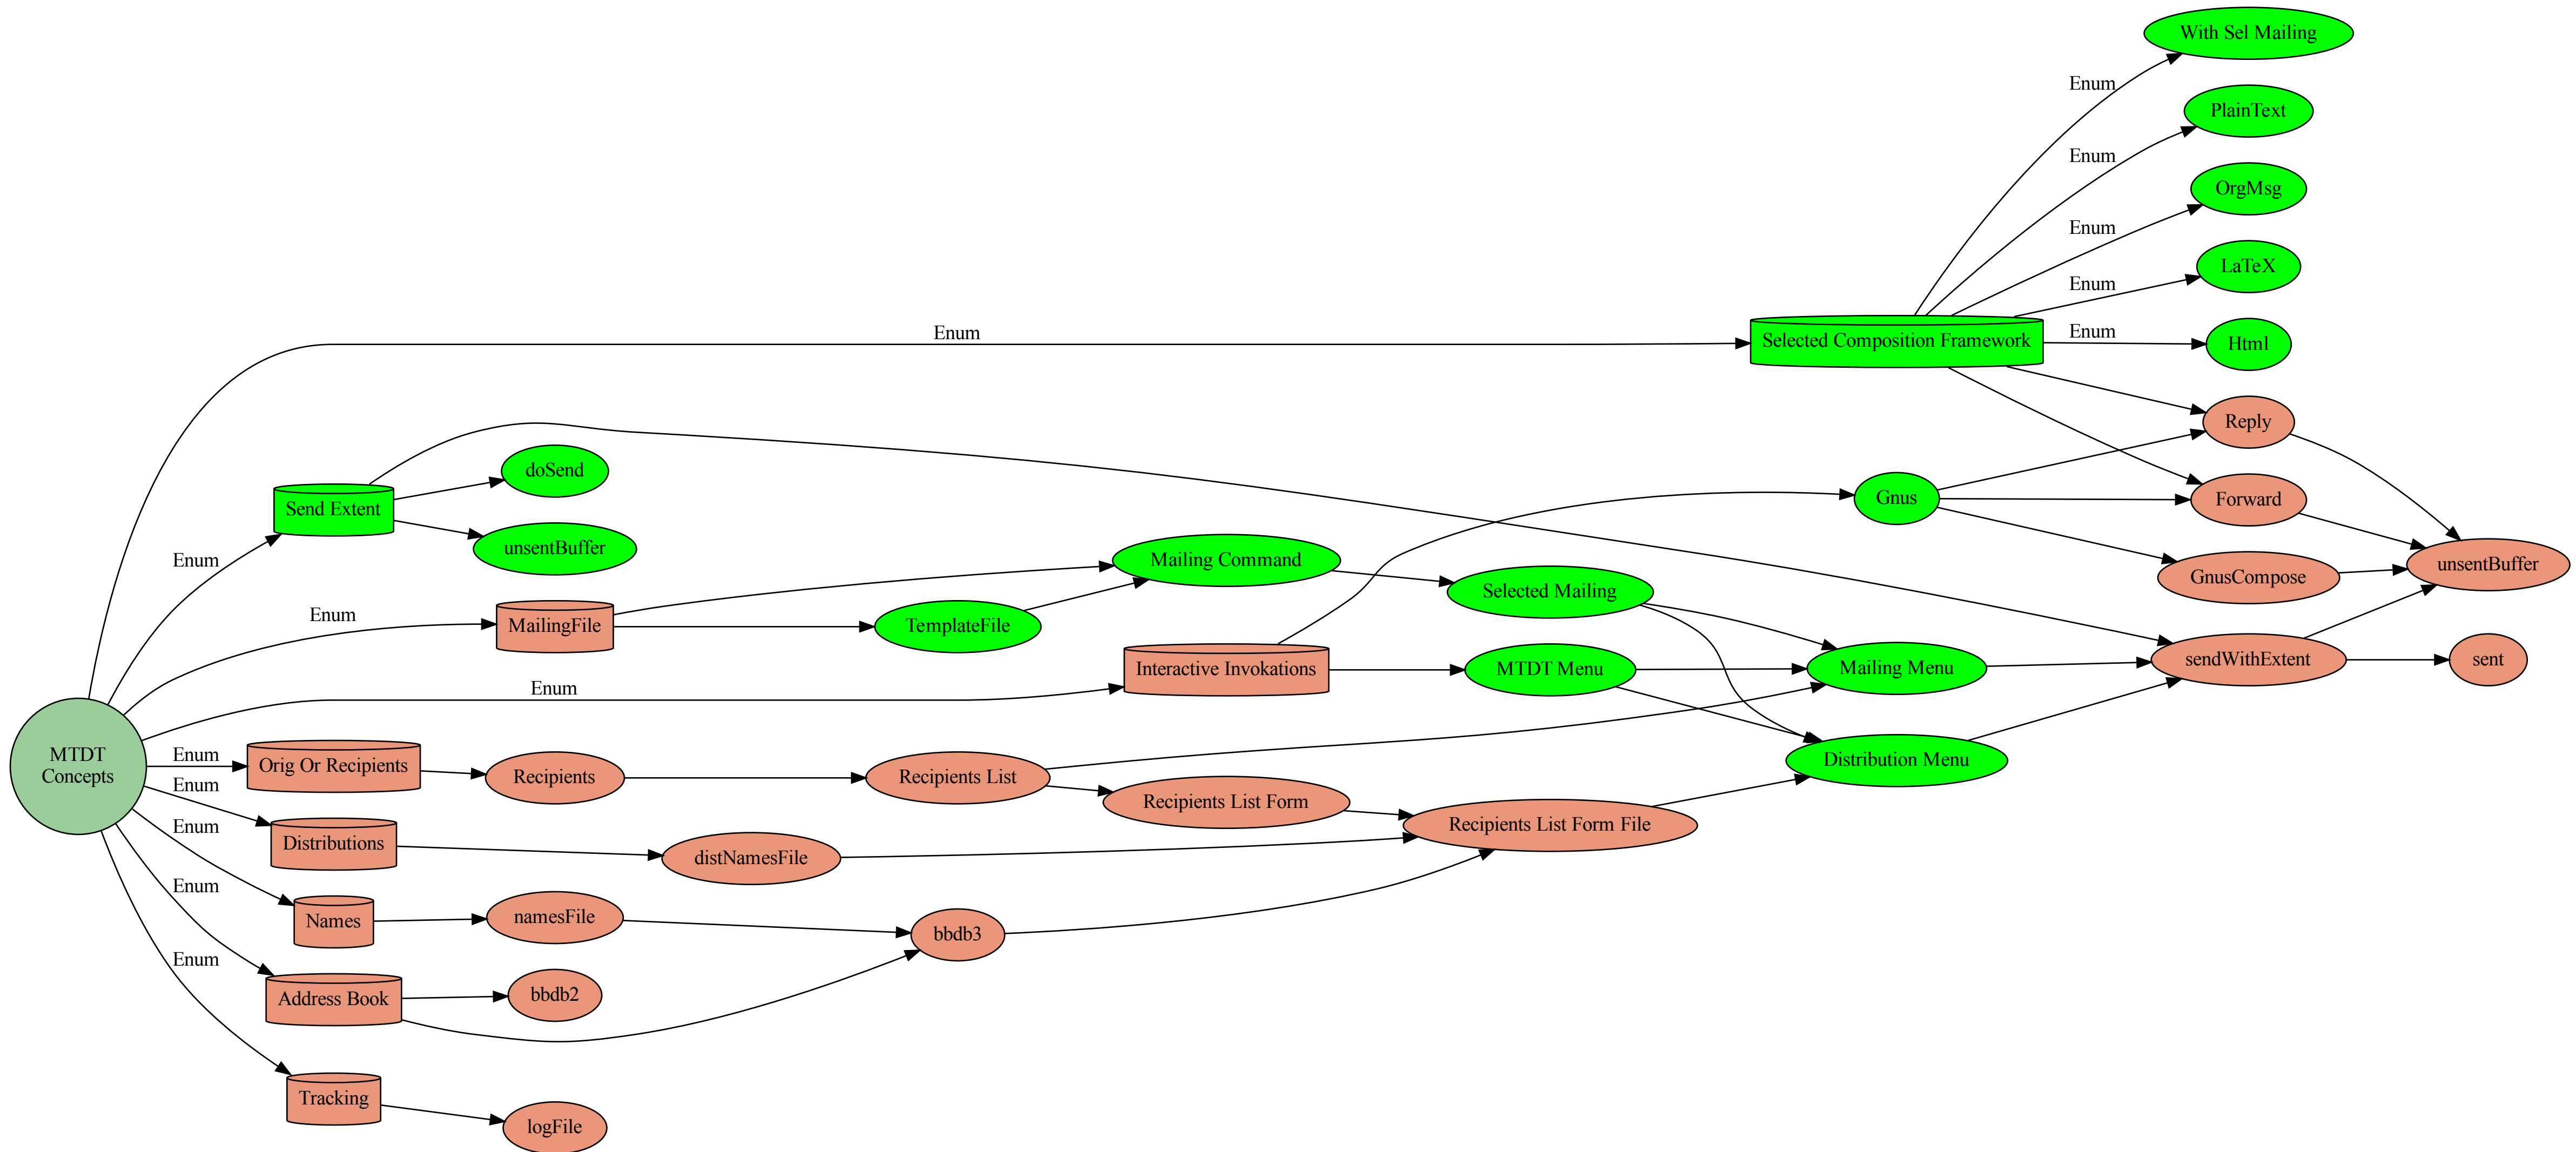 With Sel Mailing
Enum
PlainText
Enum
OrgMsg
Enum
LaTeX
Enum
Enum
Enum
Selected Composition Framework
Html
Reply
doSend
Send Extent
Gnus
Forward
unsentBuffer
Enum
Mailing Command
unsentBuffer
GnusCompose
Selected Mailing
Enum
MailingFile
TemplateFile
Interactive Invokations
MTDT Menu
Mailing Menu
sendWithExtent
sent
Enum
MTDT
Concepts
Enum
Orig Or Recipients
Recipients
Recipients List
Distribution Menu
Enum
Recipients List Form
Recipients List Form File
Enum
Distributions
distNamesFile
Enum
Names
namesFile
bbdb3
Enum
Address Book
bbdb2
Tracking
logFile